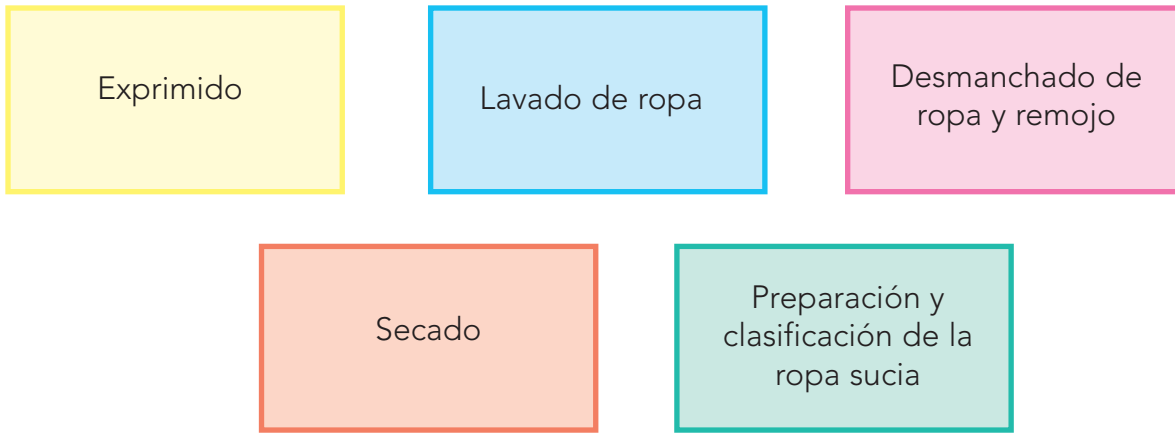 Exprimido
Lavado de ropa
Desmanchado de
ropa y remojo
Secado
Preparación y
clasificación de la
ropa sucia